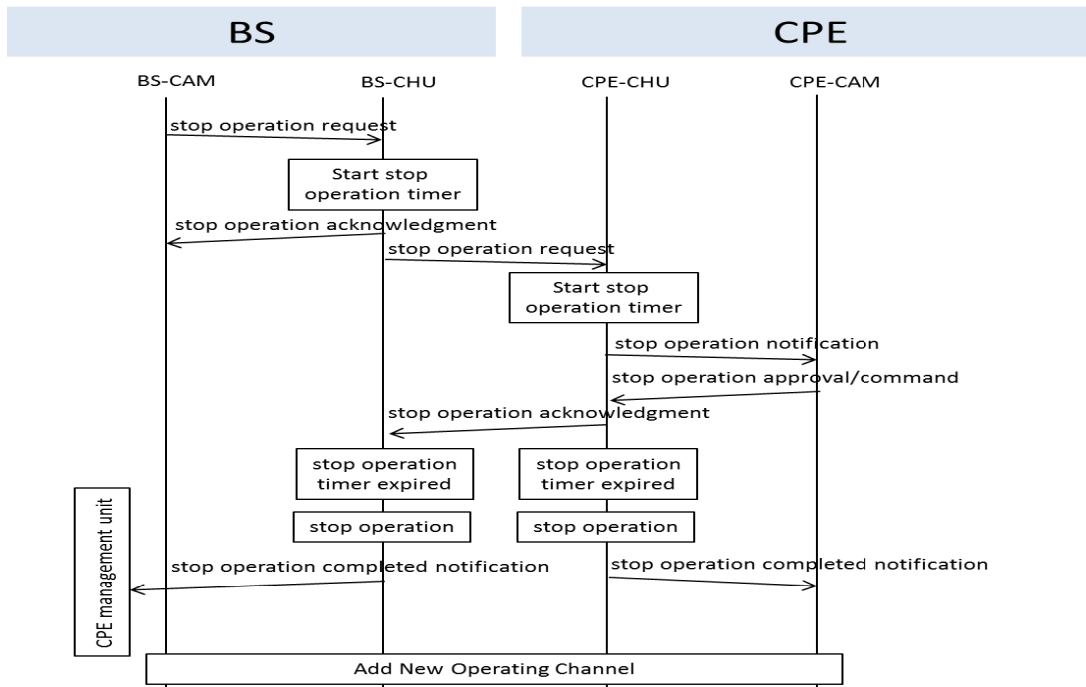 BS
CPE
BS-CAM
BS-CHU
CPE-CHU
CPE-CAM
stop operation request
Start stop
operation timer
stop operation acknowledgment
stop operation request
Start stop
operation timer
stop operation notification
stop operation approval/command
stop operation acknowledgment
stop operation
timer expired
stop operation
timer expired
stop operation
stop operation
CPE management unit
stop operation completed notification
stop operation completed notification
Add New Operating Channel